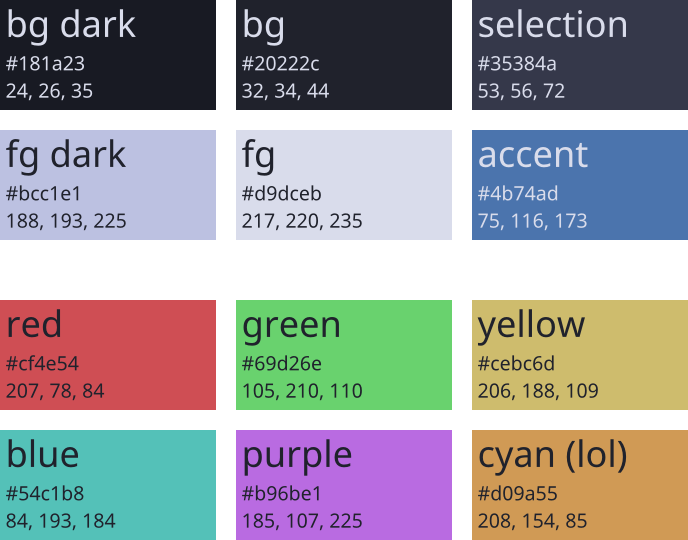 bg dark
#181a23
24, 26, 35
bg
#20222c
32, 34, 44
selection
#35384a
53, 56, 72
fg dark
#bcc1e1
188, 193, 225
fg
#d9dceb
217, 220, 235
accent
#4b74ad
75, 116, 173
red
#cf4e54
207, 78, 84
green
#69d26e
105, 210, 110
yellow
#cebc6d
206, 188, 109
blue
#54c1b8
84, 193, 184
purple
#b96be1
185, 107, 225
cyan (lol)
#d09a55
208, 154, 85